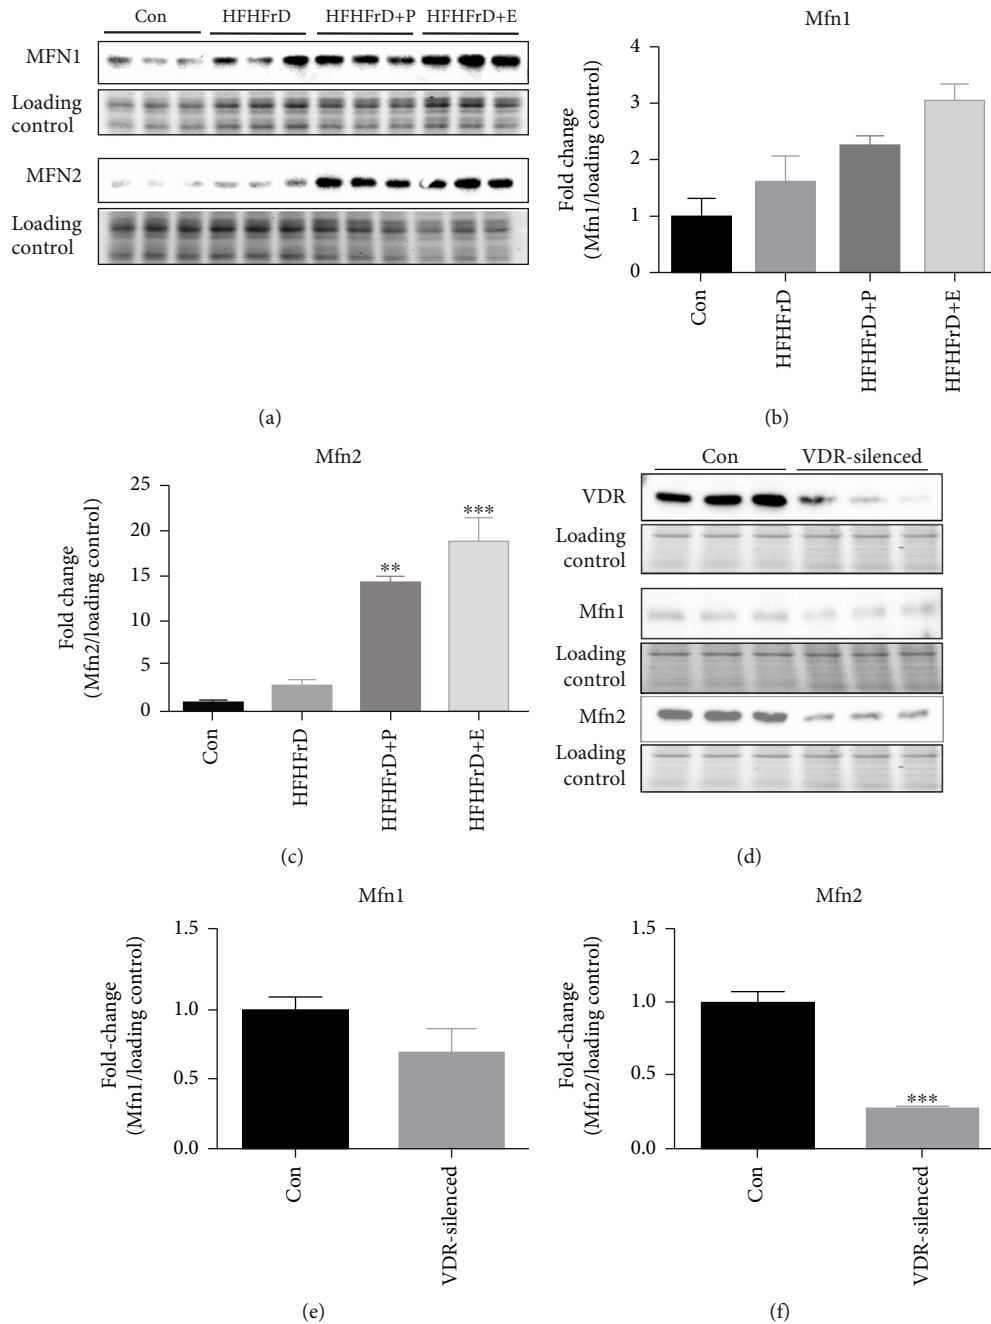 Con HFHFrD HFHFrD+P HFHFrD+E
MFN1
Loading
control
MFN2
Loading
control
(a)
Mfn1
Fold change
(Mfn1/loading control)
4
3
2
1
0
Con
HFHFrD
HFHFrD+P
HFHFrD+E
(b)
Mfn2
Fold change
(Mfn2/loading control)
25
20
15
10
5
0
**
***
Con
HFHFrD
HFHFrD+P
HFHFrD+E
(c)
Con VDR-silenced
VDR
Loading
control
Mfn1
Loading
control
Mfn2
Loading
control
(d)
Mfn1
Fold-change
(Mfn1/loading control)
1.5
1.0
0.5
0.0
Con
VDR-silenced
(e)
Mfn2
Fold-change
(Mfn2/loading control)
1.5
1.0
0.5
0.0
***
Con
VDR-silenced
(f)